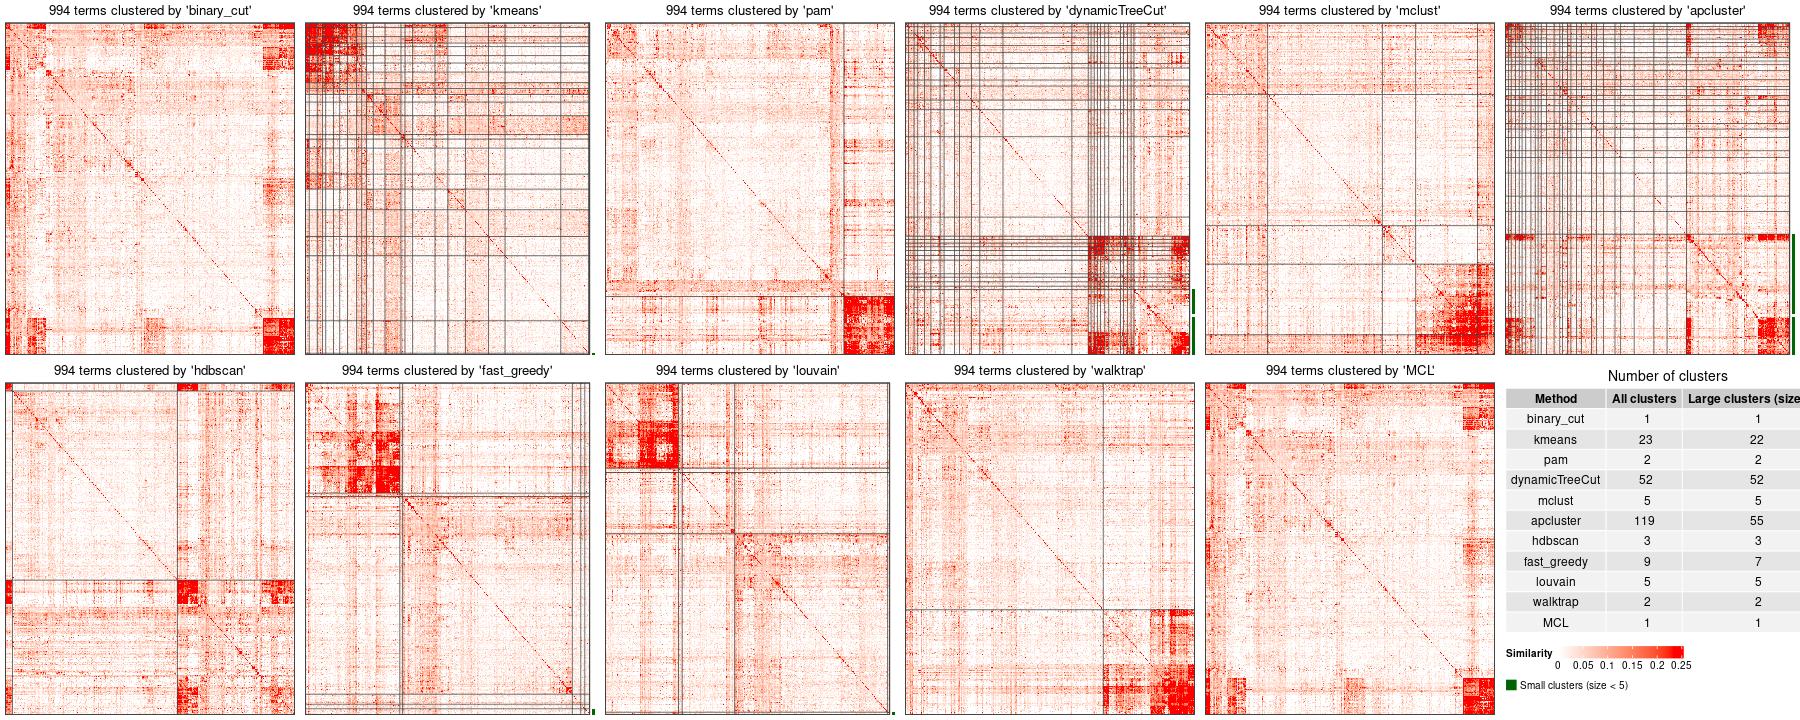 994 terms clustered by 'binary_cut'
994 terms clustered by 'kmeans'
994 terms clustered by 'pam'
994 terms clustered by 'dynamicTreeCut'
994 terms clustered by 'mclust'
994 terms clustered by 'apcluster'
994 terms clustered by 'hdbscan'
994 terms clustered by 'fast_greedy'
994 terms clustered by 'louvain'
994 terms clustered by 'walktrap'
994 terms clustered by 'MCL'
Number of clusters
Method All clusters Large clusters (size
binary_cut 1 1
kmeans 23 22
pam 2 2
dynamicTreeCut 52 52
mclust 5 5
apcluster 119 55
hdbscan 3 3
fast_greedy 9 7
louvain 5 5
walktrap 2 2
MCL 1 1
Similarity
0 0.05 0.1 0.15 0.2 0.25
Small clusters (size < 5)